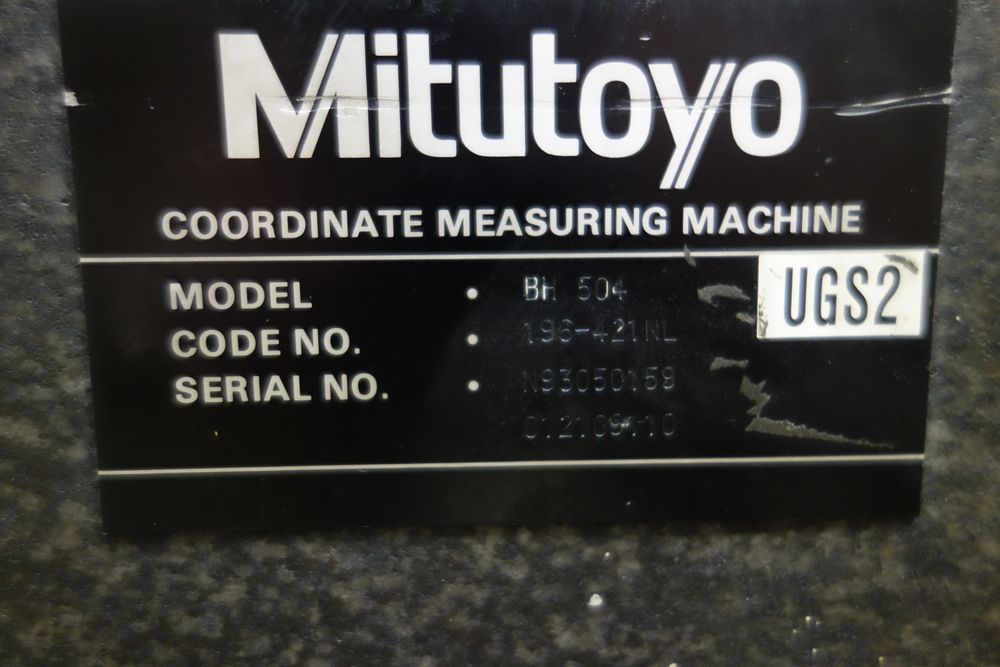 Mitutoyo
COORDINATE MEASURING MACHINE
MODEL • BH 504
UGS2
CODE NO. • 196-421NL
SERIAL NO. • N93050159